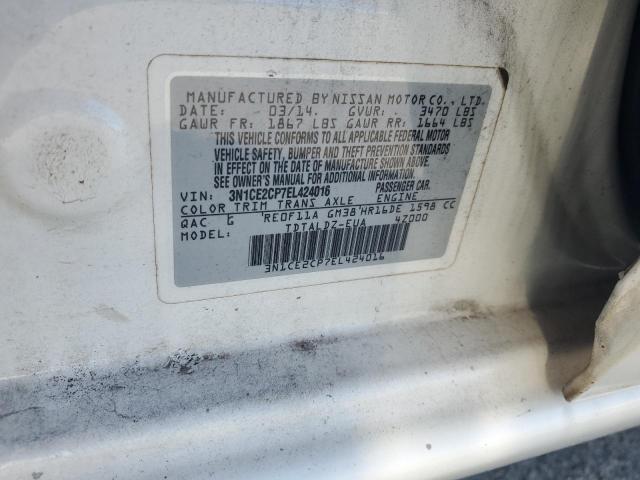 MANUFACTURED BY NISSAN MOTOR CO., LTD.
DATE: 03/14. GVWR: 3470 LBS
GAWR FR: 1867 LBS GAWR RR: 1664 LBS
THIS VEHICLE CONFORMS TO ALL APPLICABLE FEDERAL MOTOR
VEHICLE SAFETY, BUMPER AND THEFT PREVENTION STANDARDS
IN EFFECT ON THE DATE OF MANUFACTURE SHOWN ABOVE.
SEE OWNER'S MANUAL FOR ADDITIONAL INFORMATION.
VIN: 3N1CE2CP7EL424016 PASSENGER CAR.
COLOR TRIM TRANS AXLE ENGINE
QAC G RE0F11A GM38 HR16DE 1598 CC
MODEL: TDTALDZ-EUA 4Z000
3N1CE2CP7EL424016